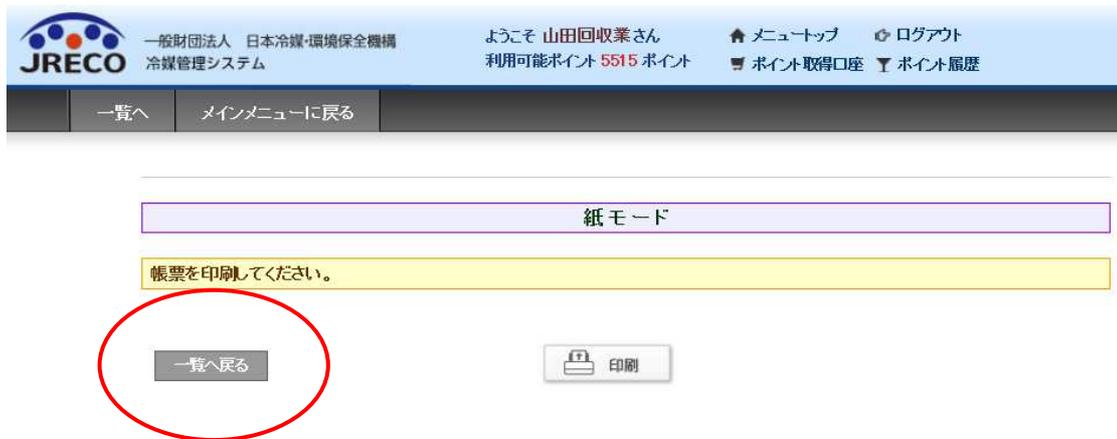 JRECO
一般財団法人 日本冷媒・環境保全機構
冷媒管理システム
ようこそ 山田回収業さん
利用可能ポイント 5515 ポイント
メニュートップ ログアウト
ポイント取得口座 ポイント履歴
一覧へ メインメニューに戻る
紙モード
帳票を印刷してください。
一覧へ戻る 印刷